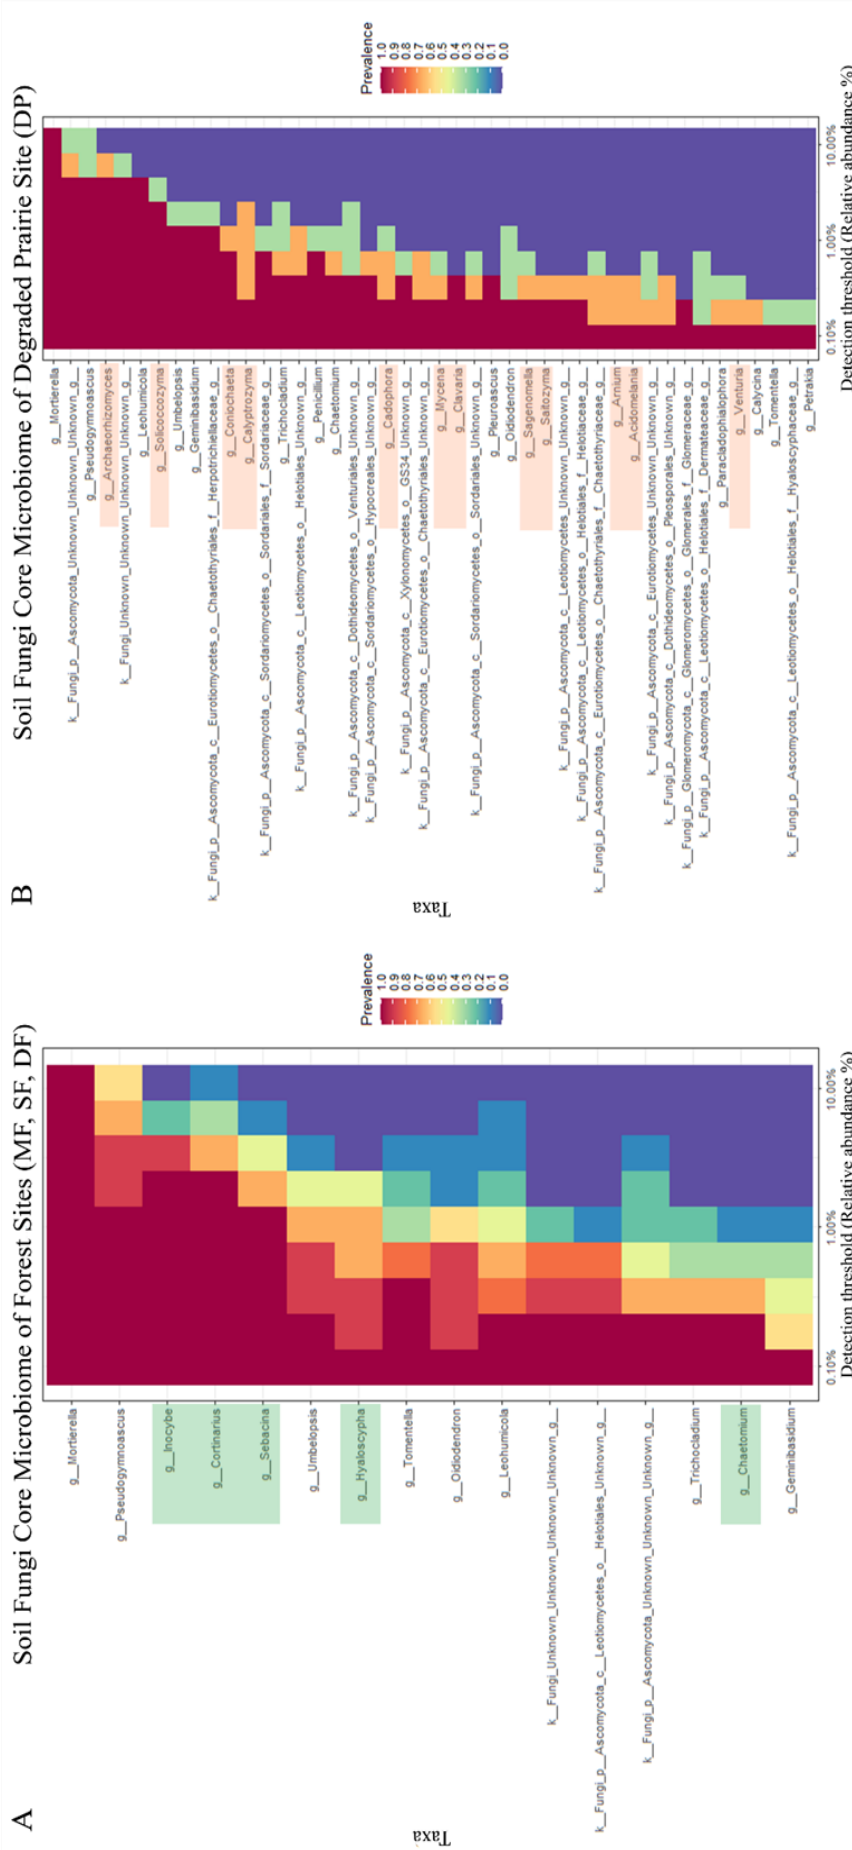 A
Soil Fungi Core Microbiome of Forest Sites (MF, SF, DF)
Taxa
g__Mortierella
g__Pseudogymnoascus
g__Inocybe
g__Cortinarius
g__Sebacina
g__Umbelopsis
g__Hyaloscypha
g__Tomentella
g__Oidiodendron
g__Leohumicola
k__Fungi_Unknown_Unknown_Unknown_g__
k__Fungi_p__Ascomycota_c__Leotiomycetes_o__Helotiales_Unknown_g__
k__Fungi_p__Ascomycota_Unknown_Unknown_g__
g__Trichocladium
g__Chaetomium
g__Geminibasidium
0.10%
1.00%
10.00%
Detection threshold (Relative abundance %)
Prevalence
1.0
0.9
0.8
0.7
0.6
0.5
0.4
0.3
0.2
0.1
0.0
B
Soil Fungi Core Microbiome of Degraded Prairie Site (DP)
Taxa
g__Mortierella
k__Fungi_p__Ascomycota_Unknown_Unknown_g__
g__Pseudogymnoascus
g__Archaeorhizomyces
k__Fungi_Unknown_Unknown_Unknown_g__
g__Leohumicola
g__Solicoccozyma
g__Umbelopsis
g__Geminibasidium
k__Fungi_p__Ascomycota_c__Eurotiomycetes_o__Chaetothyriales_f__Herpotrichiellaceae_g__
g__Coniochaeta
g__Calyptrozyma
k__Fungi_p__Ascomycota_c__Sordariomycetes_o__Sordariales_f__Sordariaceae_g__
g__Trichocladium
k__Fungi_p__Ascomycota_c__Leotiomycetes_o__Helotiales_Unknown_g__
g__Penicillium
g__Chaetomium
k__Fungi_p__Ascomycota_c__Dothideomycetes_o__Venturiales_Unknown_g__
k__Fungi_p__Ascomycota_c__Sordariomycetes_o__Hypocreales_Unknown_g__
g__Cadophora
k__Fungi_p__Ascomycota_c__Xylonomycetes_o__GS34_Unknown_g__
k__Fungi_p__Ascomycota_c__Eurotiomycetes_o__Chaetothyriales_Unknown_g__
g__Mycena
g__Clavaria
k__Fungi_p__Ascomycota_c__Sordariomycetes_o__Sordariales_Unknown_g__
g__Pleuroascus
g__Oidiodendron
g__Sagenomella
g__Saitozyma
k__Fungi_p__Ascomycota_c__Leotiomycetes_Unknown_g__
k__Fungi_p__Ascomycota_c__Leotiomycetes_o__Helotiales_f__Helotiaceae_g__
k__Fungi_p__Ascomycota_c__Eurotiomycetes_o__Chaetothyriales_f__Chaetothyriaceae_g__
g__Arnium
g__Acidomelania
k__Fungi_p__Ascomycota_c__Eurotiomycetes_Unknown_g__
k__Fungi_p__Ascomycota_c__Dothideomycetes_o__Pleosporales_Unknown_g__
k__Fungi_p__Glomeromycota_c__Glomeromycetes_o__Glomerales_f__Glomeraceae_g__
k__Fungi_p__Ascomycota_c__Leotiomycetes_o__Helotiales_f__Dermateaceae_g__
g__Paracladophialophora
g__Venturia
g__Calycina
g__Tomentella
k__Fungi_p__Ascomycota_c__Leotiomycetes_o__Helotiales_f__Hyaloscyphaceae_g__
g__Petrakia
0.10%
1.00%
10.00%
Detection threshold (Relative abundance %)
Prevalence
1.0
0.9
0.8
0.7
0.6
0.5
0.4
0.3
0.2
0.1
0.0